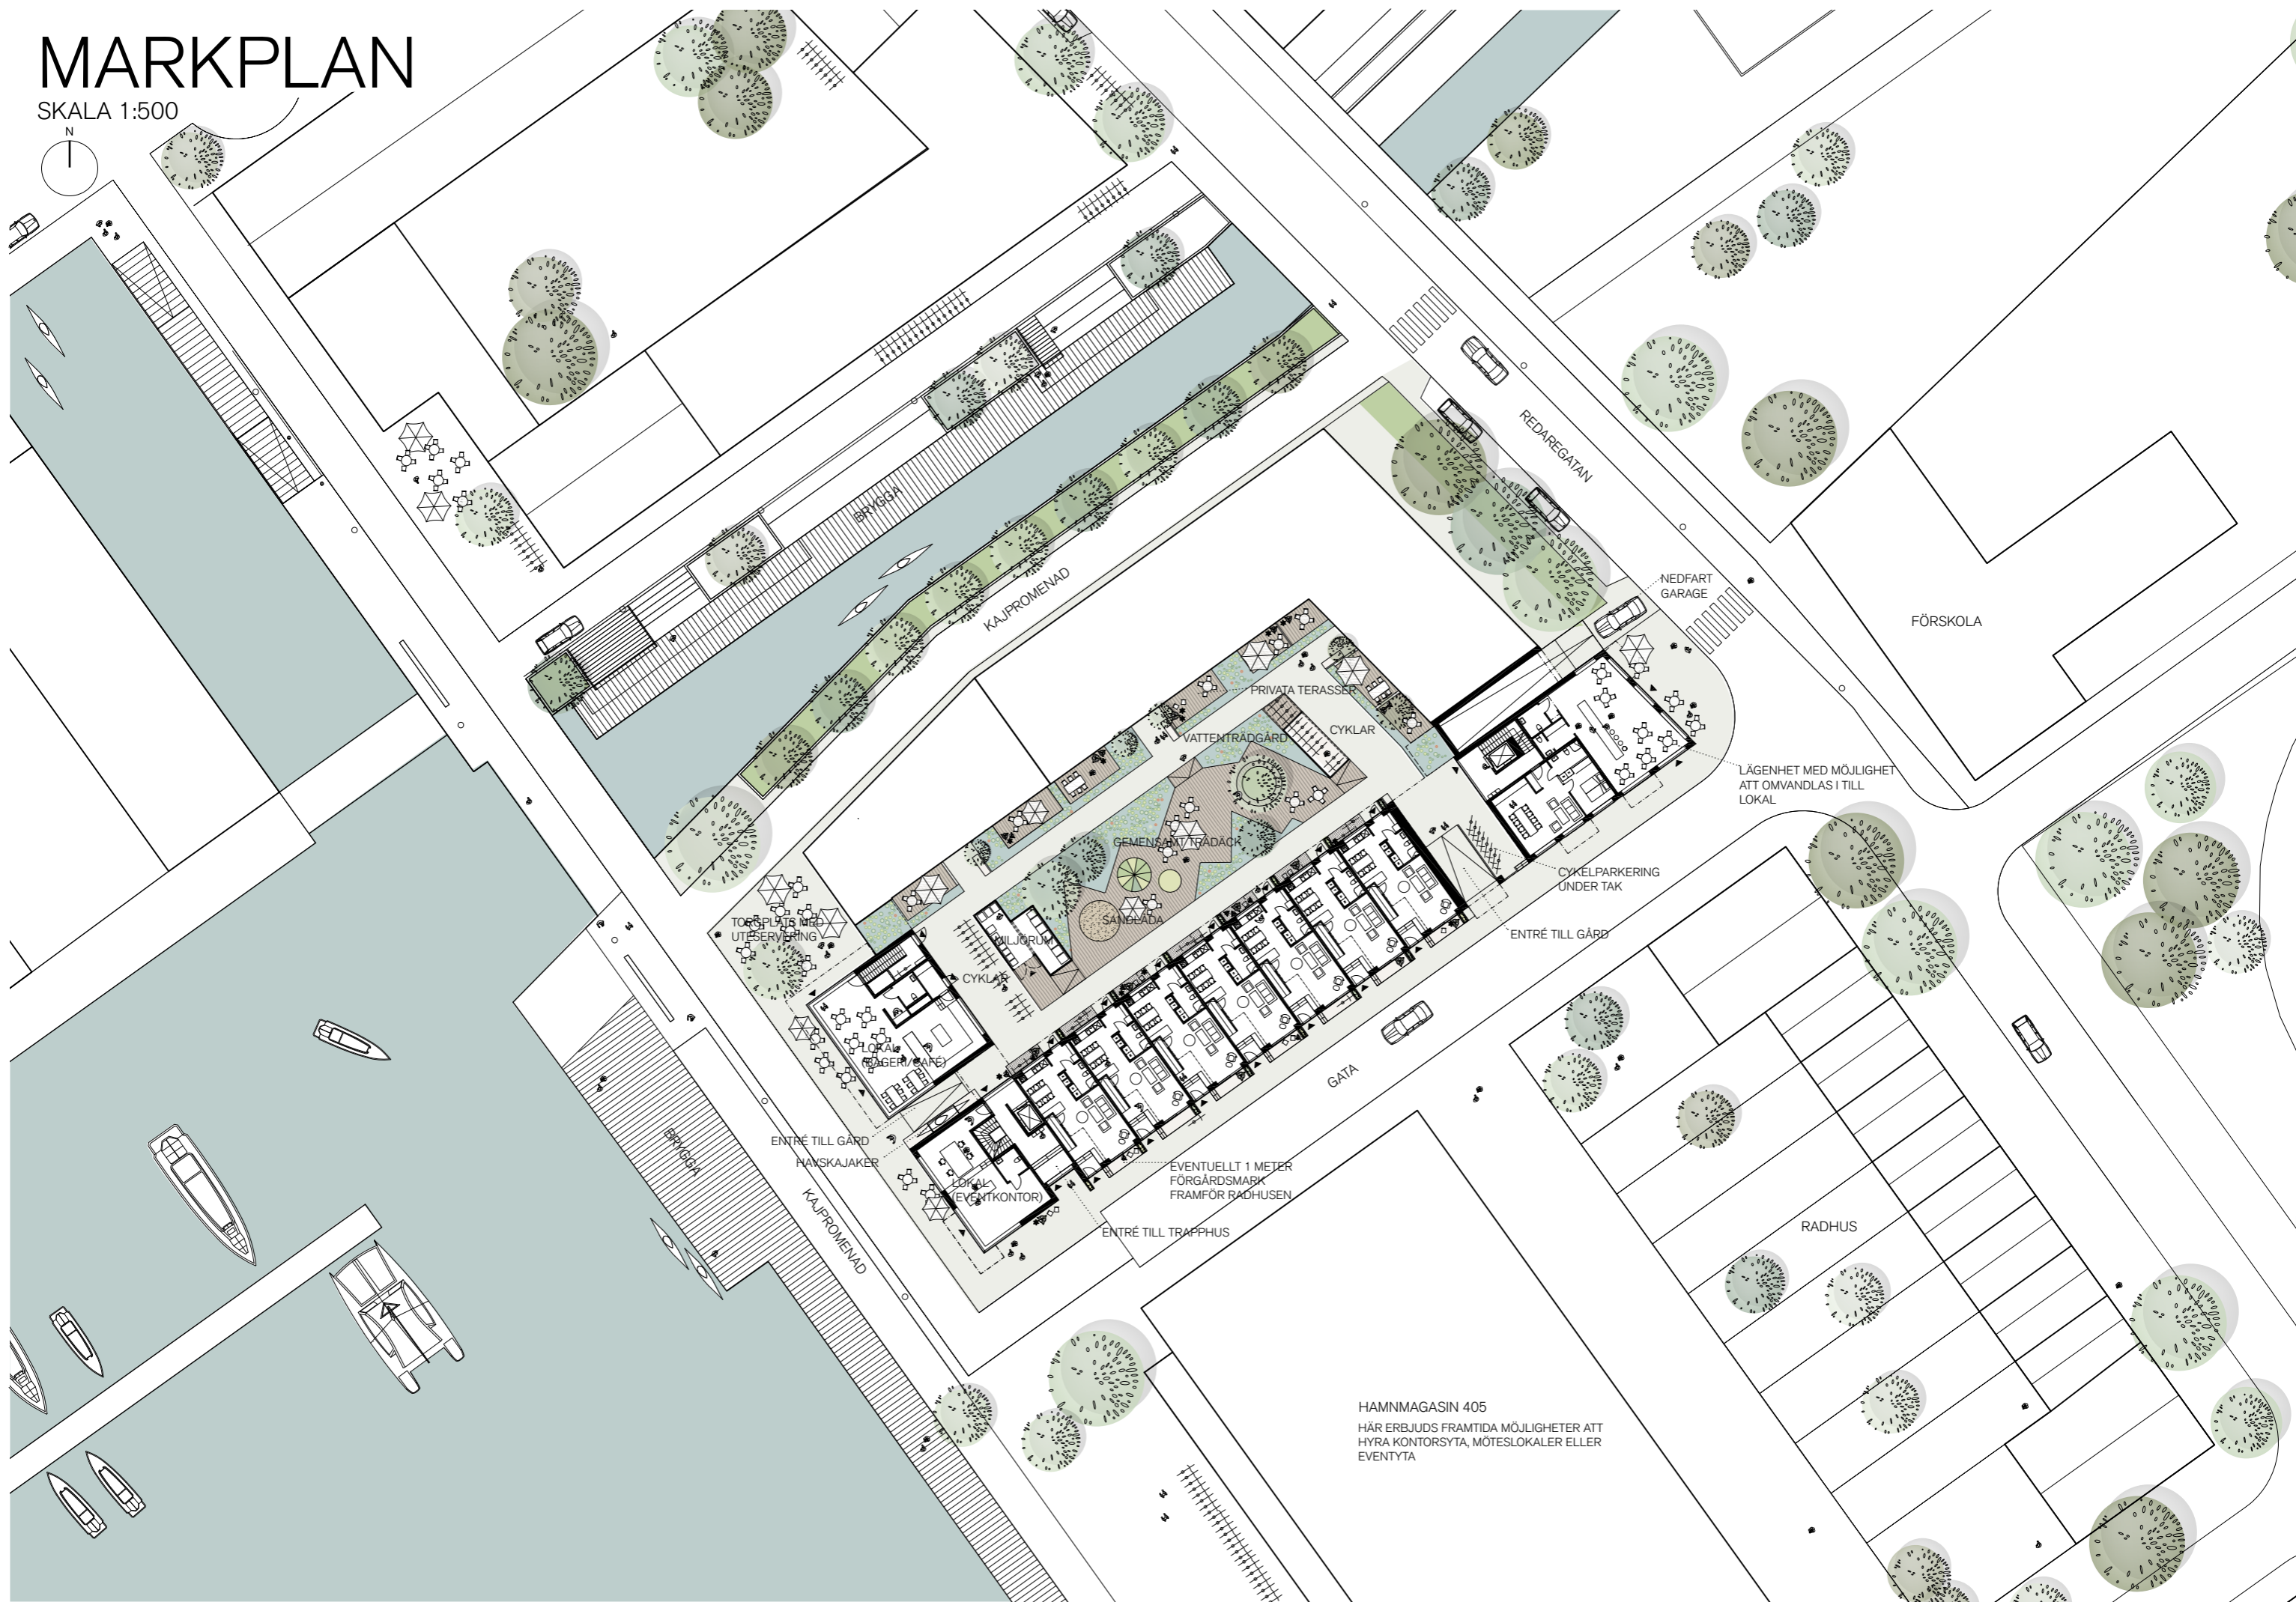 MARKPLAN
SKALA 1:500
N
BRYGGA
KAJPROMENAD
REDAREGATAN
NEDFART
GARAGE
FÖRSKOLA
PRIVATA TERASSER
CYKLAR
VATTENTRÄDGÅRD
LÄGENHET MED MÖJLIGHET
ATT OMVANDLAS I TILL
LOKAL
GEMENSAMT TRÄDÄCK
CYKELPARKERING
UNDER TAK
SANDLÅDA
TORGPLATS MED
UTESERVERING
MILJÖRUM
ENTRÉ TILL GÅRD
CYKLAR
LOKAL
(BAGERI/CAFÉ)
GATA
ENTRÉ TILL GÅRD
HAVSKAJAKER
BRYGGA
EVENTUELLT 1 METER
FÖRGÅRDSMARK
FRAMFÖR RADHUSEN
LOKAL
(EVENTKONTOR)
KAJPROMENAD
ENTRÉ TILL TRAPPHUS
RADHUS
HAMNMAGASIN 405
HÄR ERBJUDS FRAMTIDA MÖJLIGHETER ATT
HYRA KONTORSYTA, MÖTESLOKALER ELLER
EVENTYTA